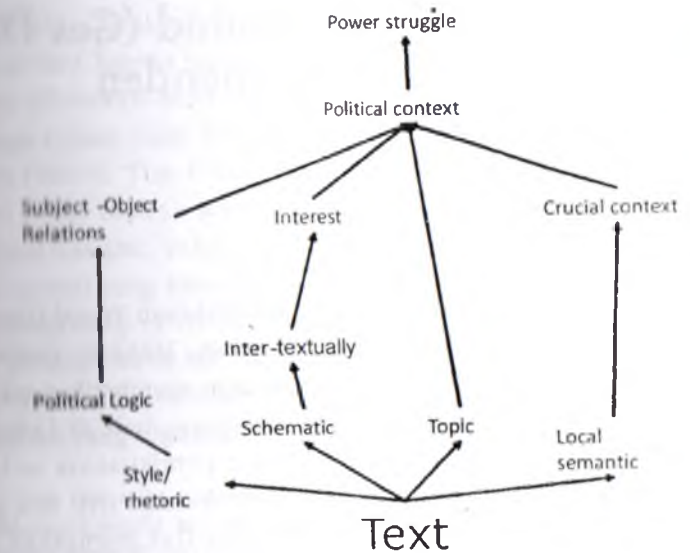 Power struggle
Political context
Subject -Object
Relations
Interest
Crucial context
Inter-textually
Political Logic
Schematic
Topic
Local
semantic
Style/
rhetoric
Text